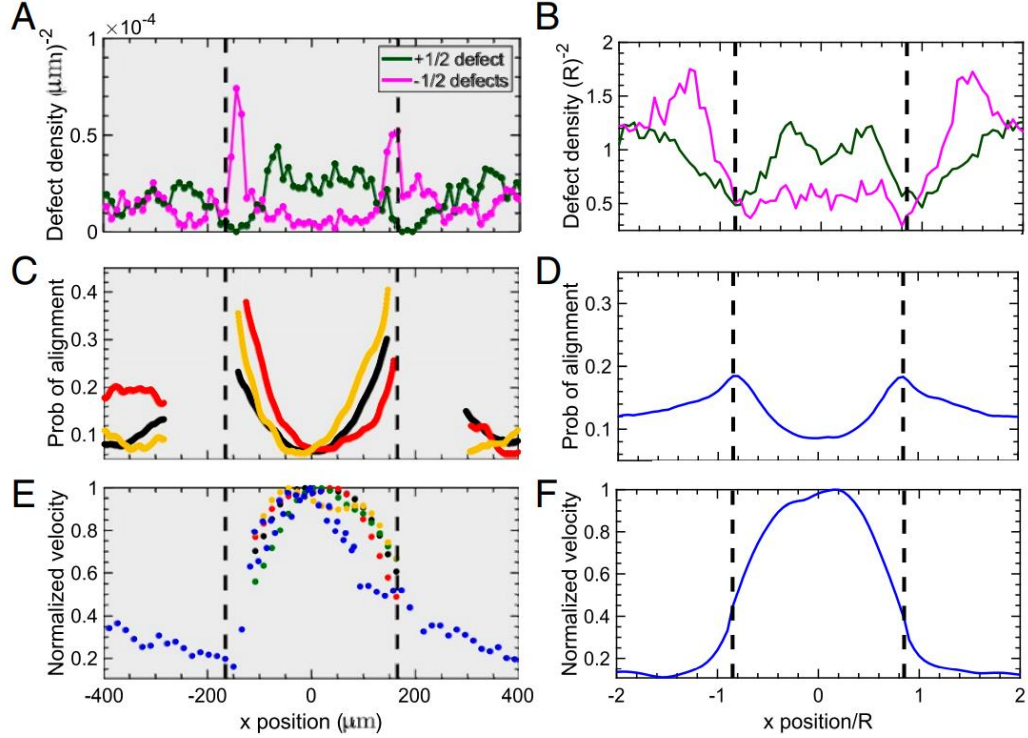 A
×10⁻⁴
Defect density (μm)⁻²
1
0.5
0
+1/2 defect
-1/2 defects
B
Defect density (R)⁻²
2
1.5
1
0.5
C
Prob of alignment
0.4
0.3
0.2
0.1
D
Prob of alignment
0.3
0.2
0.1
E
Normalized velocity
1
0.8
0.6
0.4
0.2
-400
-200
0
200
400
x position (μm)
F
Normalized velocity
1
0.8
0.6
0.4
0.2
-2
-1
0
1
2
x position/R